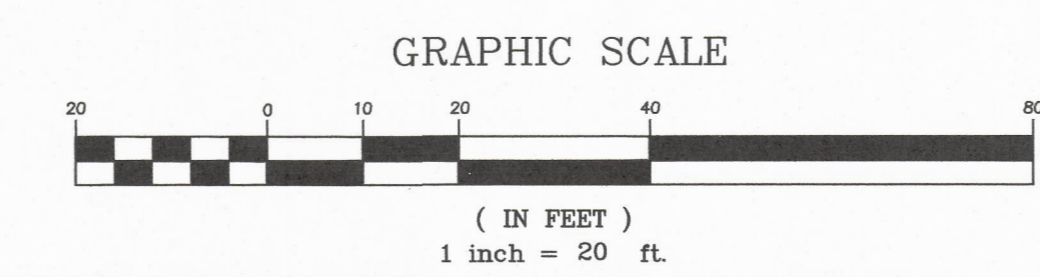 GRAPHIC SCALE
20 0 10 20 40 80
( IN FEET )
1 inch = 20 ft.